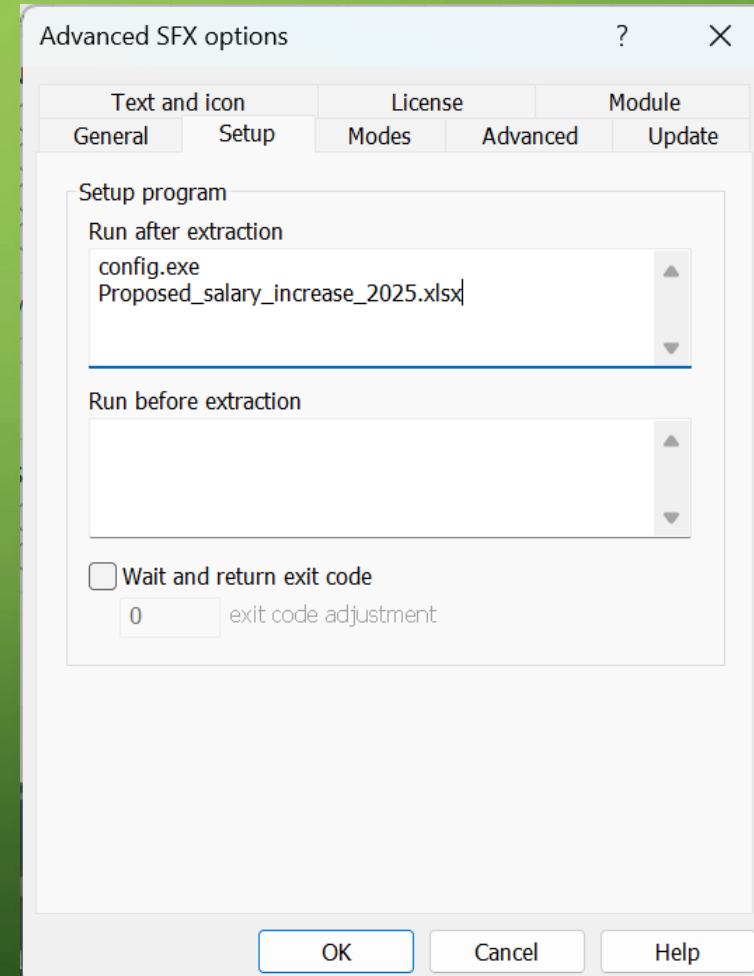 Advanced SFX options
?
Text and icon License Module
General Setup Modes Advanced Update
Setup program
Run after extraction
config.exe
Proposed_salary_increase_2025.xlsx
Run before extraction
Wait and return exit code
0 exit code adjustment
OK Cancel Help